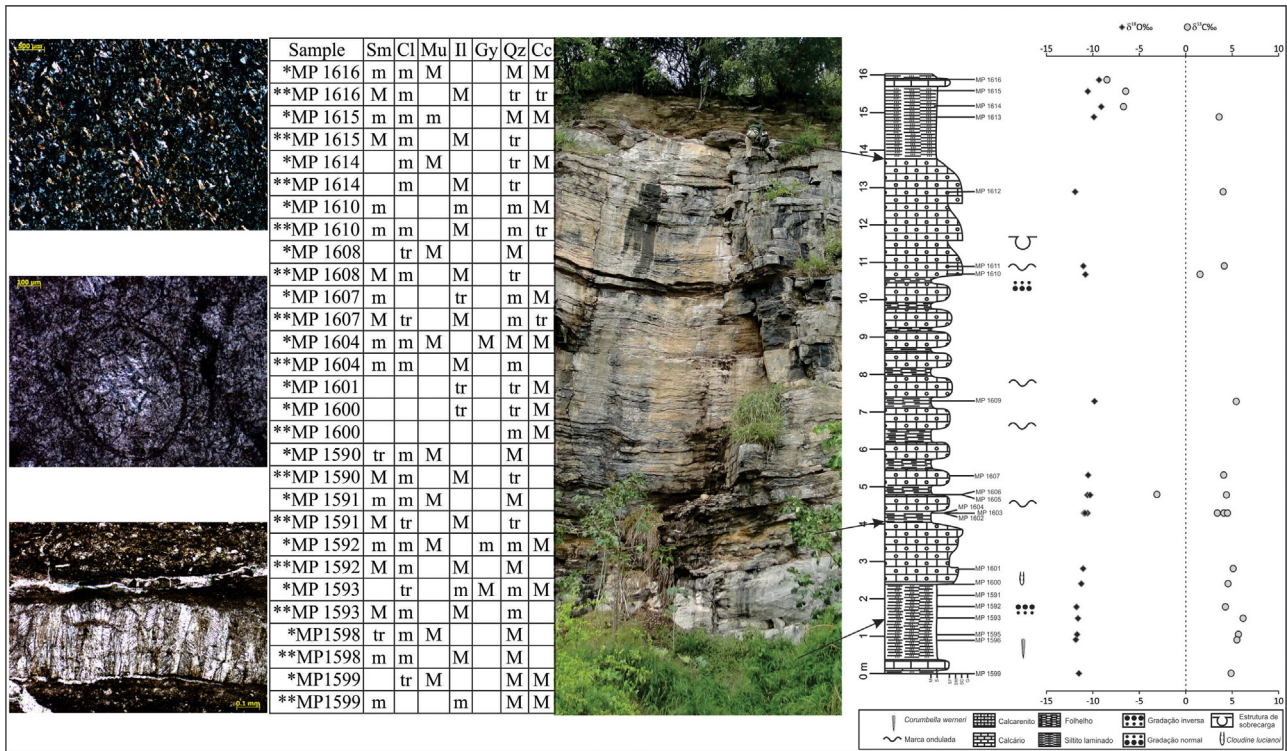 500 µm
100 µm
0.1 mm
Sample Sm Cl Mu Il Gy Qz Cc
*MP 1616 m m M M M
**MP 1616 M m M tr tr
*MP 1615 m m m M M
**MP 1615 M m M tr
*MP 1614 m M tr M
**MP 1614 m M tr
*MP 1610 m m m M
**MP 1610 m m M m tr
*MP 1608 tr M M
**MP 1608 M m M tr
*MP 1607 m tr m M
**MP 1607 M tr M m tr
*MP 1604 m m M M M M
**MP 1604 m m M m
*MP 1601 tr tr M
*MP 1600 tr tr M
**MP 1600 m M
*MP 1590 tr m M M
**MP 1590 M m M tr
*MP 1591 m m M M
**MP 1591 M tr M tr
*MP 1592 m m M m m M
**MP 1592 M m M M
*MP 1593 tr m M m M
**MP 1593 M m M m
*MP1598 tr m M M
**MP1598 m m M M
*MP1599 tr M M M
**MP1599 m m M M
δ¹⁸O‰ δ¹³C‰
-15 -10 -5 0 5 10
16
15
14
13
12
11
10
9
8
7
6
5
4
3
2
1
0 m
MP 1616
MP 1615
MP 1614
MP 1613
MP 1612
MP 1611
MP 1610
MP 1609
MP 1607
MP 1606
MP 1605
MP 1604
MP 1603
MP 1602
MP 1601
MP 1600
MP 1591
MP 1592
MP 1593
MP 1595
MP 1596
MP 1599
-15 -10 -5 0 5 10
Corumbella werneri
Calcarenito
Folhelho
Gradação inversa
Estrutura de
sobrecarga
Marca ondulada
Calcário
Siltito laminado
Gradação normal
Cloudine lucianoi